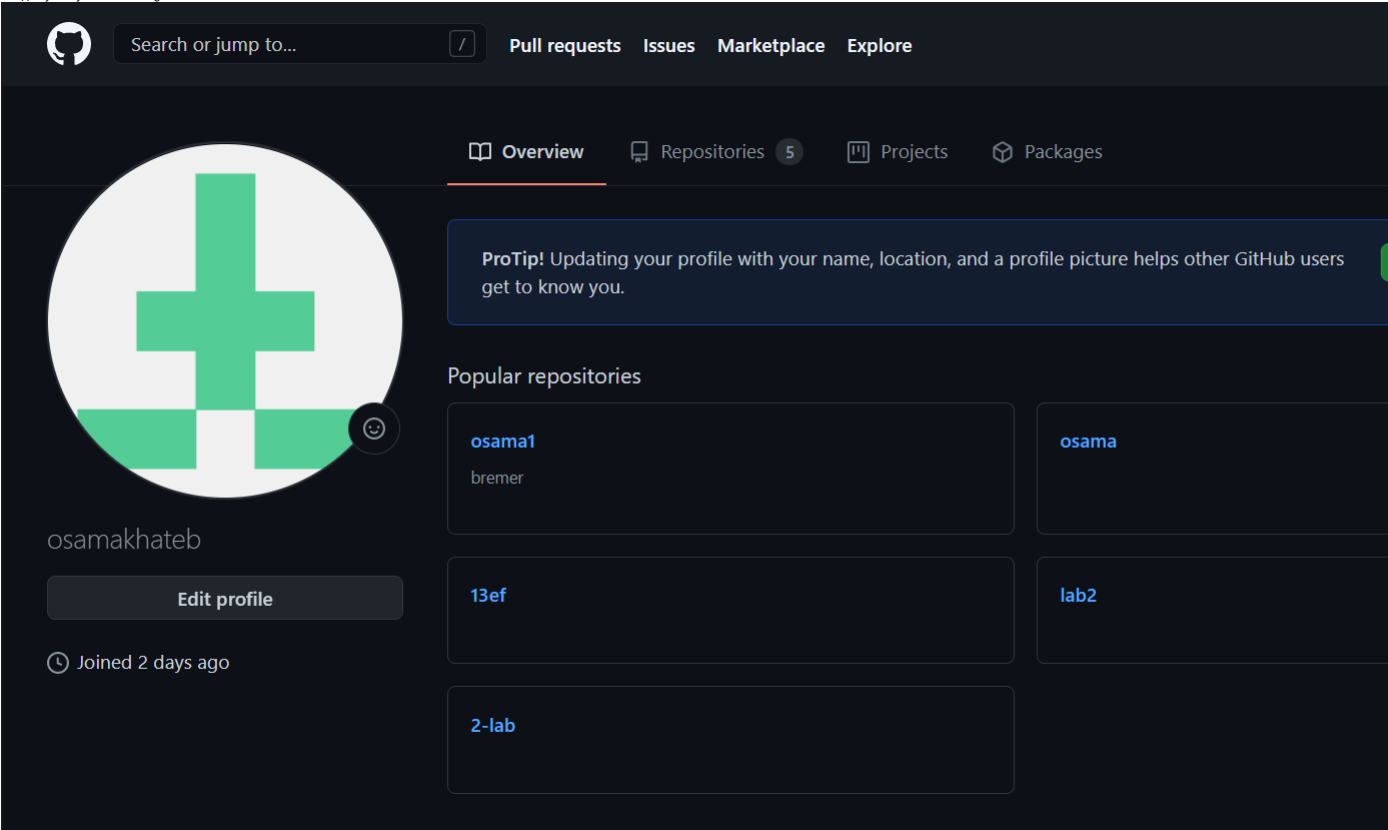 Search or jump to... /
Pull requests Issues Marketplace Explore
Overview Repositories 5 Projects Packages
ProTip! Updating your profile with your name, location, and a profile picture helps other GitHub users
get to know you.
Popular repositories
osama1
bremer
osama
13ef
lab2
2-lab
osamakhateb
Edit profile
Joined 2 days ago